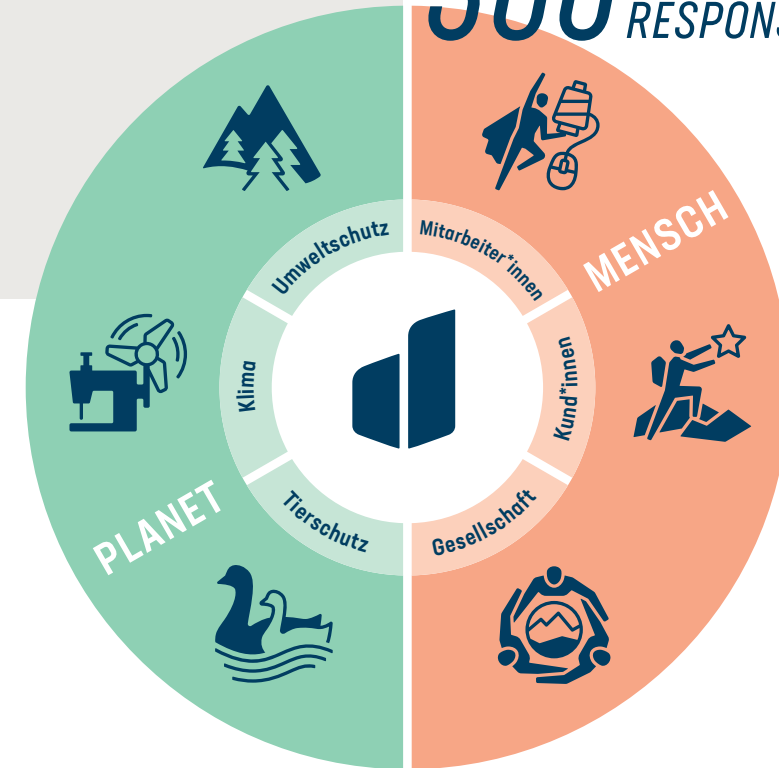 RESPONS
MENSCH
Umweltschutz
Mitarbeiter*innen
Klima
Kund*innen
Tierschutz
Gesellschaft
PLANET